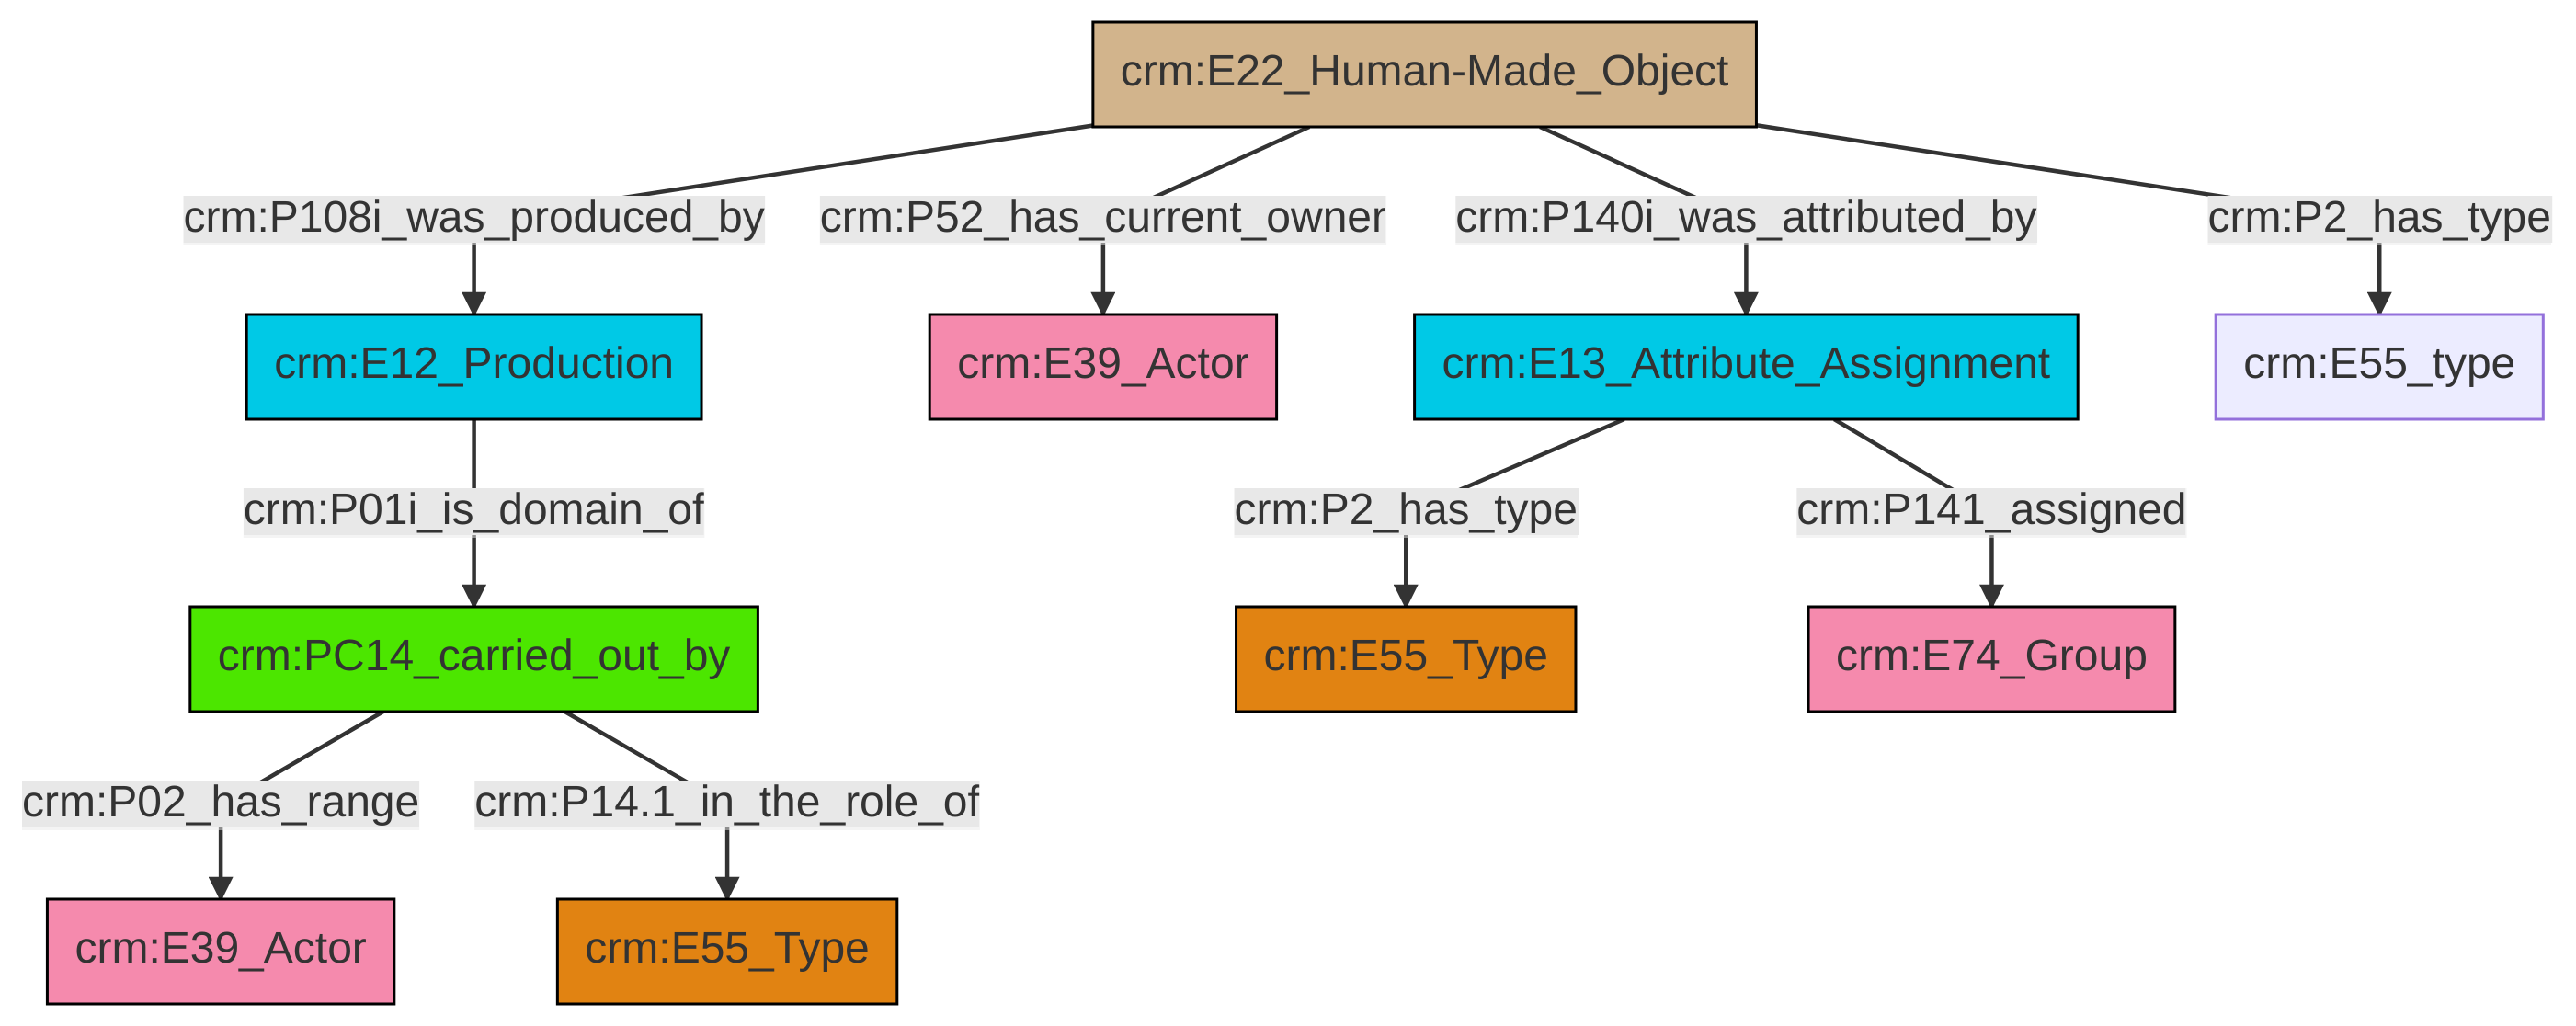 crm:E22_Human-Made_Object
crm:P108i_was_produced_by
crm:P52_has_current_owner
crm:P140i_was_attributed_by
crm:P2_has_type
crm:E12_Production
crm:E39_Actor
crm:E13_Attribute_Assignment
crm:E55_type
crm:P01i_is_domain_of
crm:P2_has_type
crm:P141_assigned
crm:PC14_carried_out_by
crm:E55_Type
crm:E74_Group
crm:P02_has_range
crm:P14.1_in_the_role_of
crm:E39_Actor
crm:E55_Type